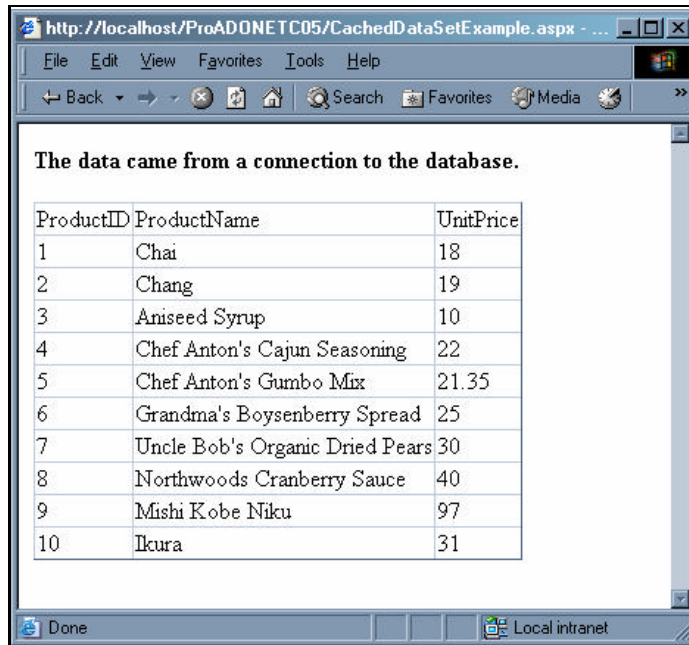 http://localhost/ProADONETC05/CachedDataSetExample.aspx - ...
File Edit View Favorites Tools Help
Back Search Favorites Media »
The data came from a connection to the database.
ProductID ProductName UnitPrice
1 Chai 18
2 Chang 19
3 Aniseed Syrup 10
4 Chef Anton's Cajun Seasoning 22
5 Chef Anton's Gumbo Mix 21.35
6 Grandma's Boysenberry Spread 25
7 Uncle Bob's Organic Dried Pears 30
8 Northwoods Cranberry Sauce 40
9 Mishi Kobe Niku 97
10 Ikura 31
Done Local intranet